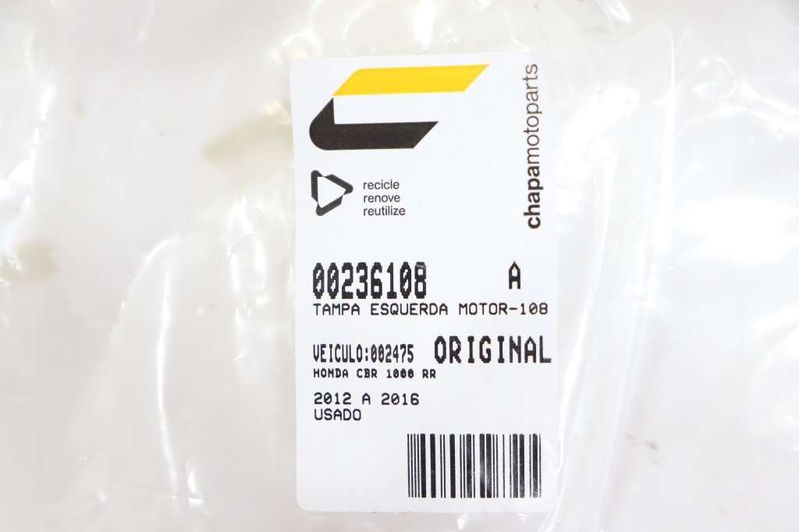 chapamotoparts
recicle
renove
reutilize
00236108 A
TAMPA ESQUERDA MOTOR-108
VEICULO:002475 ORIGINAL
HONDA CBR 1000 RR
2012 A 2016
USADO